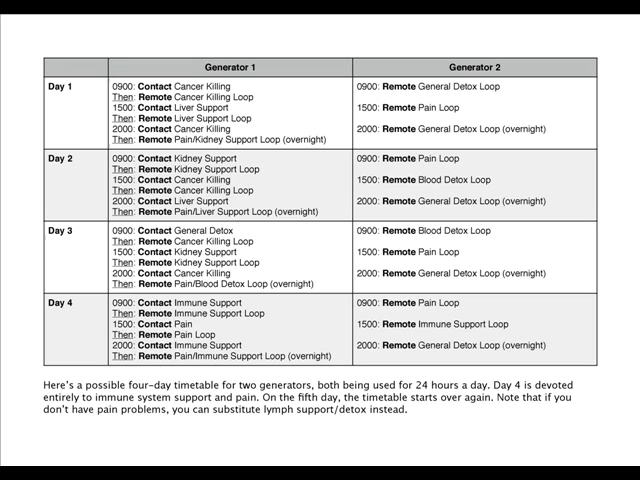 Generator 1 Generator 2
Day 1 0900: Contact Cancer Killing 0900: Remote General Detox Loop
Then: Remote Cancer Killing Loop
1500: Contact Liver Support 1500: Remote Pain Loop
Then: Remote Liver Support Loop
2000: Contact Cancer Killing 2000: Remote General Detox Loop (overnight)
Then: Remote Pain/Kidney Support Loop (overnight)
Day 2 0900: Contact Kidney Support 0900: Remote Pain Loop
Then: Remote Kidney Support Loop
1500: Contact Cancer Killing 1500: Remote Blood Detox Loop
Then: Remote Cancer Killing Loop
2000: Contact Liver Support 2000: Remote General Detox Loop (overnight)
Then: Remote Pain/Liver Support Loop (overnight)
Day 3 0900: Contact General Detox 0900: Remote Blood Detox Loop
Then: Remote Cancer Killing Loop
1500: Contact Kidney Support 1500: Remote Pain Loop
Then: Remote Kidney Support Loop
2000: Contact Cancer Killing 2000: Remote General Detox Loop (overnight)
Then: Remote Pain/Blood Detox Loop (overnight)
Day 4 0900: Contact Immune Support 0900: Remote Pain Loop
Then: Remote Immune Support Loop
1500: Contact Pain 1500: Remote Immune Support Loop
Then: Remote Pain Loop
2000: Contact Immune Support 2000: Remote General Detox Loop (overnight)
Then: Remote Pain/Immune Support Loop (overnight)
Here's a possible four-day timetable for two generators, both being used for 24 hours a day. Day 4 is devoted
entirely to immune system support and pain. On the fifth day, the timetable starts over again. Note that if you
don't have pain problems, you can substitute lymph support/detox instead.